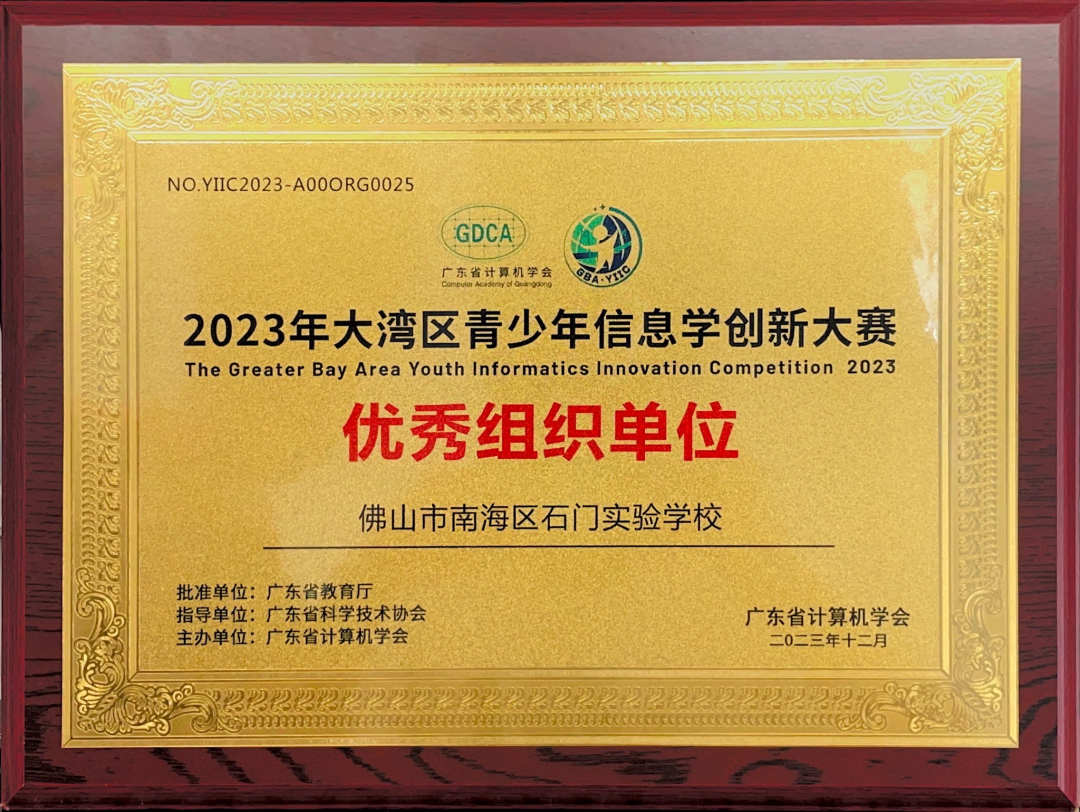 NO.YIIC2023-A00ORG0025
GDCA
广东省计算机学会
Computer Academy of Guangdong
GBA·YIIC
2023年大湾区青少年信息学创新大赛
The Greater Bay Area Youth Informatics Innovation Competition 2023
优秀组织单位
佛山市南海区石门实验学校
批准单位：广东省教育厅
指导单位：广东省科学技术协会
主办单位：广东省计算机学会
广东省计算机学会
二〇二三年十二月